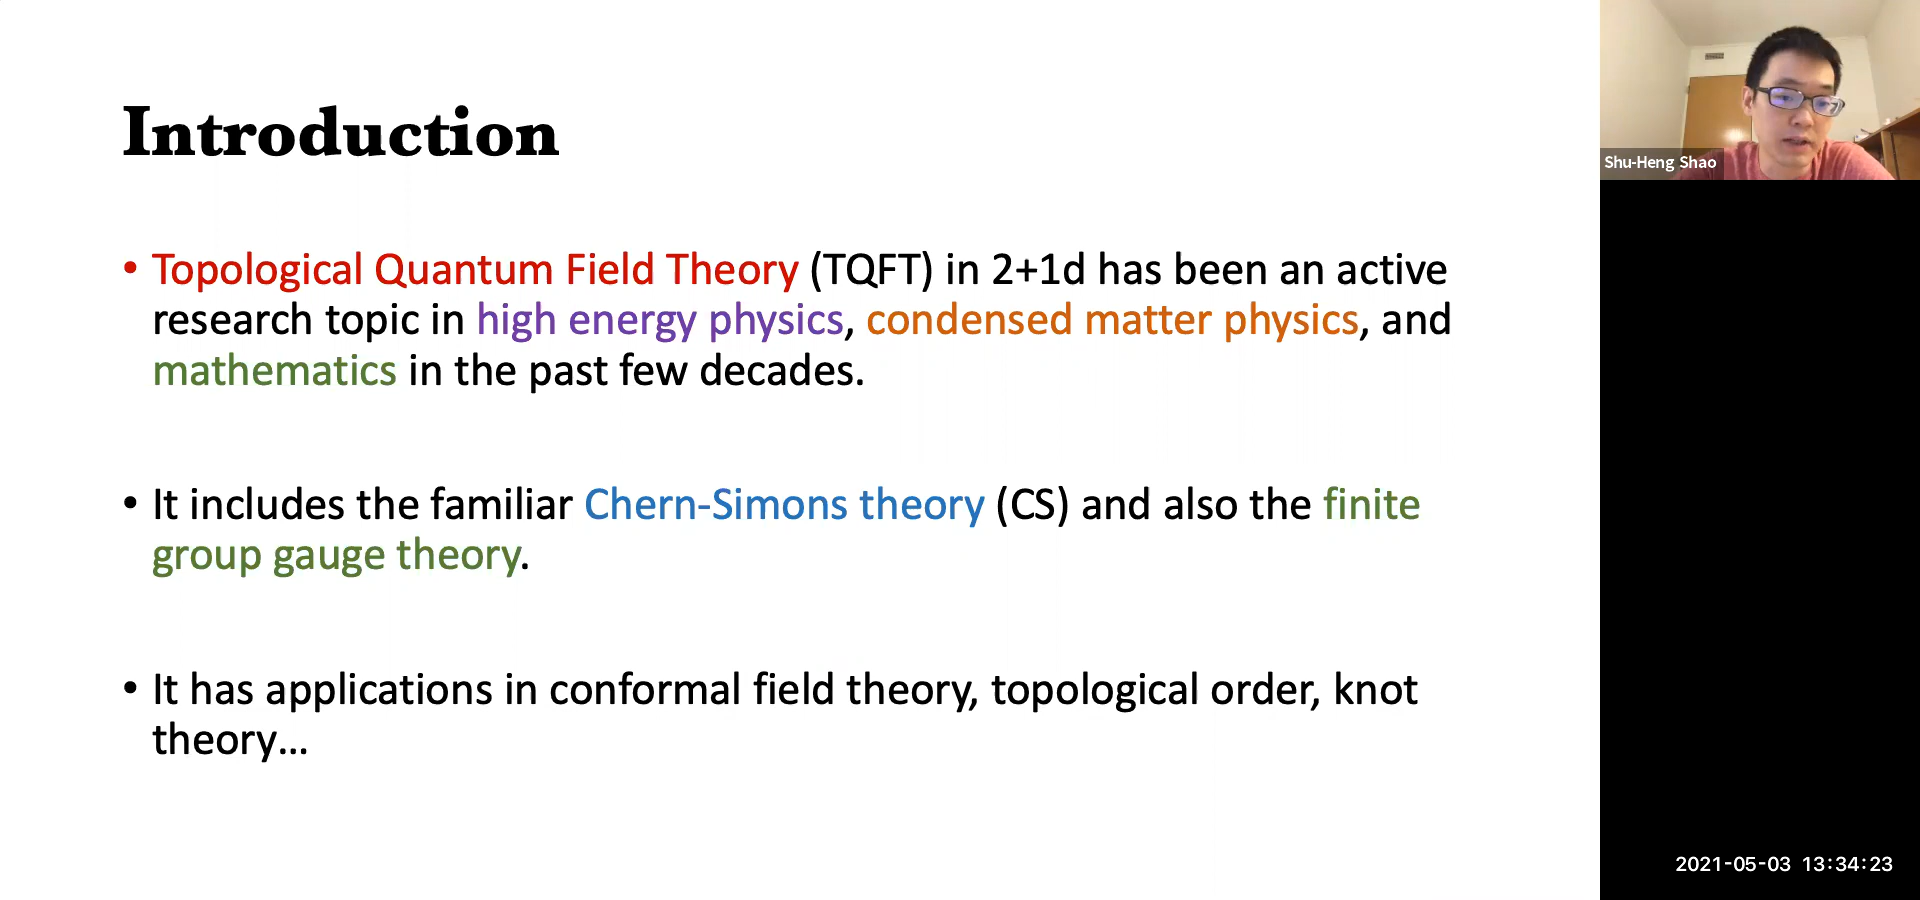 Introduction
• Topological Quantum Field Theory (TQFT) in 2+1d has been an active
research topic in high energy physics, condensed matter physics, and
mathematics in the past few decades.
• It includes the familiar Chern-Simons theory (CS) and also the finite
group gauge theory.
• It has applications in conformal field theory, topological order, knot
theory…
Shu-Heng Shao
2021-05-03 13:34:23